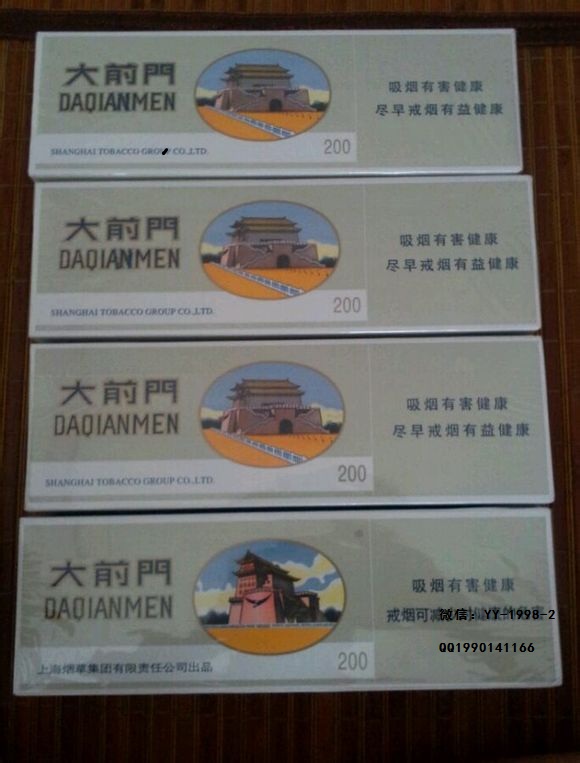 大前門
DAQIANMEN
SHANGHAI TOBACCO GROUP CO.,LTD.
200
吸烟有害健康
尽早戒烟有益健康
大前門
DAQIANMEN
SHANGHAI TOBACCO GROUP CO.,LTD.
200
吸烟有害健康
尽早戒烟有益健康
大前門
DAQIANMEN
SHANGHAI TOBACCO GROUP CO.,LTD.
200
吸烟有害健康
尽早戒烟有益健康
大前門
DAQIANMEN
上海烟草集团有限责任公司出品
200
吸烟有害健康
戒烟可减
微信：YY-1998-2
QQ1990141166